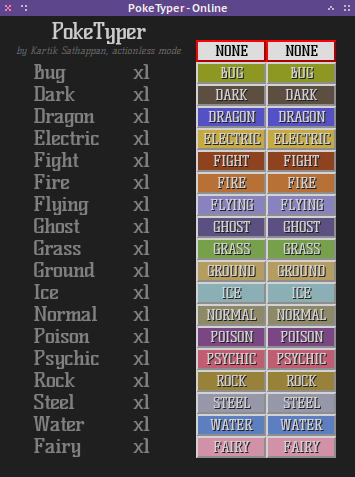 PokeTyper - Online
PokeTyper
by Kartik Sathappan, actionless mode
NONE NONE
Bug x1 BUG BUG
Dark x1 DARK DARK
Dragon x1 DRAGON DRAGON
Electric x1 ELECTRIC ELECTRIC
Fight x1 FIGHT FIGHT
Fire x1 FIRE FIRE
Flying x1 FLYING FLYING
Ghost x1 GHOST GHOST
Grass x1 GRASS GRASS
Ground x1 GROUND GROUND
Ice x1 ICE ICE
Normal x1 NORMAL NORMAL
Poison x1 POISON POISON
Psychic x1 PSYCHIC PSYCHIC
Rock x1 ROCK ROCK
Steel x1 STEEL STEEL
Water x1 WATER WATER
Fairy x1 FAIRY FAIRY